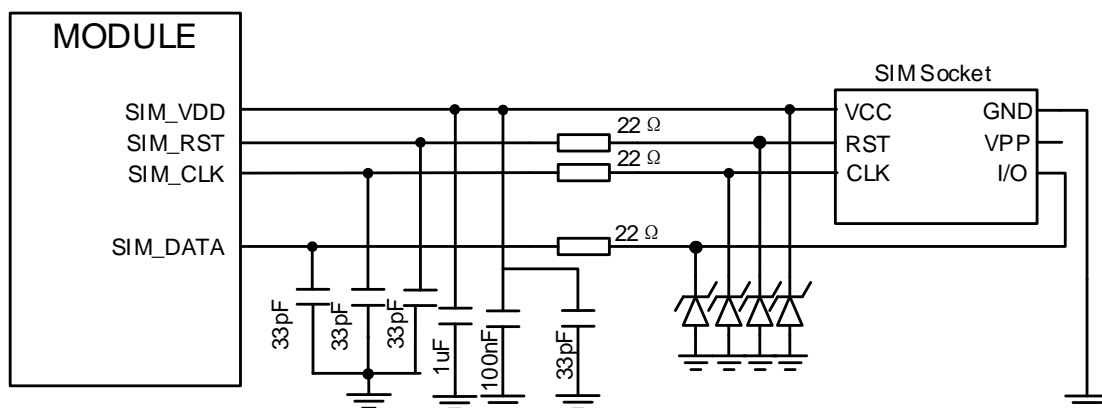 MODULE
SIM Socket
SIM_VDD
VCC
GND
SIM_RST
22 Ω
RST
VPP
SIM_CLK
22 Ω
CLK
I/O
SIM_DATA
22 Ω
33pF
33pF
33pF
1uF
100nF
33pF